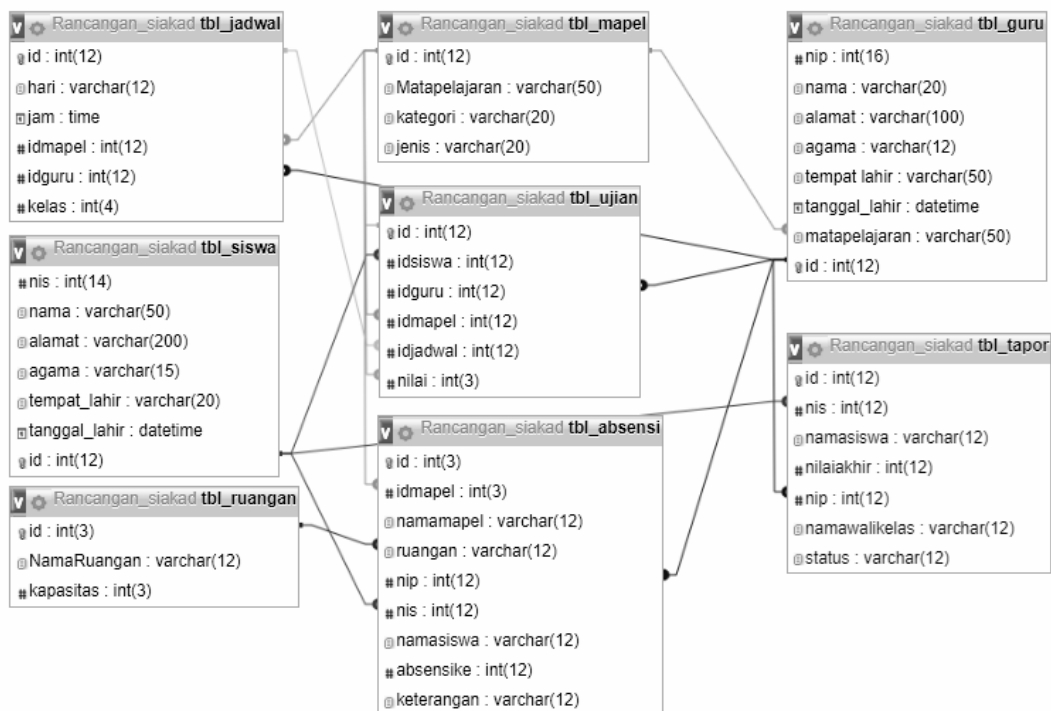 Rancangan_siakad tbl_jadwal
id : int(12)
hari : varchar(12)
jam : time
idmapel : int(12)
idguru : int(12)
kelas : int(4)
Rancangan_siakad tbl_siswa
nis : int(14)
nama : varchar(50)
alamat : varchar(200)
agama : varchar(15)
tempat_lahir : varchar(20)
tanggal_lahir : datetime
id : int(12)
Rancangan_siakad tbl_ruangan
id : int(3)
NamaRuangan : varchar(12)
kapasitas : int(3)
Rancangan_siakad tbl_mapel
id : int(12)
Matapelajaran : varchar(50)
kategori : varchar(20)
jenis : varchar(20)
Rancangan_siakad tbl_ujian
id : int(12)
idsiswa : int(12)
idguru : int(12)
idmapel : int(12)
idjadwal : int(12)
nilai : int(3)
Rancangan_siakad tbl_absensi
id : int(3)
idmapel : int(3)
namamapel : varchar(12)
ruangan : varchar(12)
nip : int(12)
nis : int(12)
namasiswa : varchar(12)
absensike : int(12)
keterangan : varchar(12)
Rancangan_siakad tbl_guru
nip : int(16)
nama : varchar(20)
alamat : varchar(100)
agama : varchar(12)
tempat lahir : varchar(50)
tanggal_lahir : datetime
matapelajaran : varchar(50)
id : int(12)
Rancangan_siakad tbl_tapor
id : int(12)
nis : int(12)
namasiswa : varchar(12)
nilaiakhir : int(12)
nip : int(12)
namawalikelas : varchar(12)
status : varchar(12)